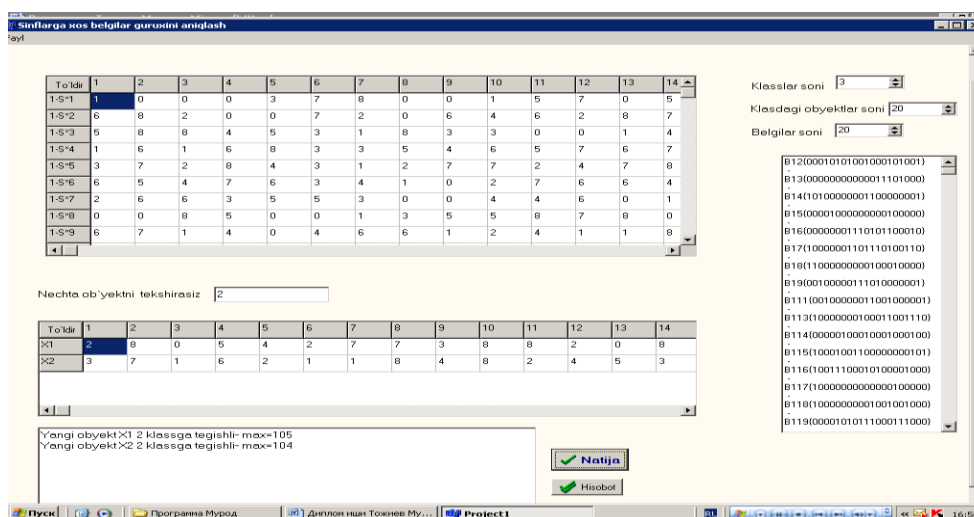 Sinflarga xos belgilar guruxini aniqlash
Fayl
To'ldir 1 2 3 4 5 6 7 8 9 10 11 12 13 14
1-S"1 1 0 0 0 3 7 8 0 0 1 5 7 0 5
1-S"2 6 8 2 0 0 7 2 0 6 4 6 2 8 7
1-S"3 5 8 8 4 5 3 1 8 3 3 0 0 1 4
1-S"4 1 6 1 6 8 3 3 5 4 6 5 7 6 7
1-S"5 3 7 2 8 4 3 1 2 7 7 2 4 7 8
1-S"6 6 5 4 7 6 3 4 1 0 2 7 6 6 4
1-S"7 2 6 6 3 5 5 3 0 0 4 4 6 0 1
1-S"8 0 0 8 5 0 0 1 3 5 5 8 7 8 0
1-S"9 6 7 1 4 0 4 6 6 1 2 4 1 1 8
Klasslar soni 3
Klasdagi obyektlar soni 20
Belgilar soni 20
B12(00010101001000101001)
B13(00000000000011101000)
B14(10100000001100000001)
B15(00001000000000100000)
B16(00000001110101100010)
B17(10000001101110100110)
B18(11000000000100010000)
B19(00100000111010000001)
B111(00100000011001000001)
B113(10000000100011001110)
B114(00000100010001000100)
B115(10001001100000000101)
B116(10011100010100001000)
B117(10000000000000100000)
B118(10000000001001001000)
B119(00001010111000111000)
Nechta ob'yektni tekshirasiz 2
To'ldir 1 2 3 4 5 6 7 8 9 10 11 12 13 14
X1 2 8 0 5 4 2 7 7 3 8 8 2 0 8
X2 3 7 1 6 2 1 1 8 4 8 2 4 5 3
Yangi obyekt X1 2 klassga tegishli- max=105
Yangi obyekt X2 2 klassga tegishli- max=104
Natija
Hisobot
Пуск Программа Мурод Диплом иши Тожиев Му... Project1 RL « 16:5